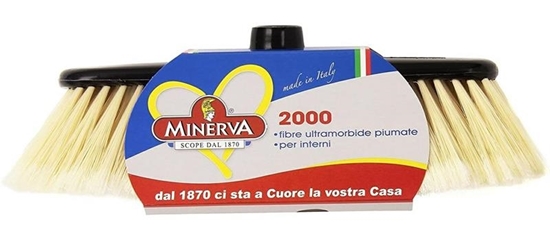 made in Italy
MINERVA
®
SCOPE DAL 1870
2000
• fibre ultramorbide piumate
• per interni
dal 1870 ci sta a Cuore la vostra Casa